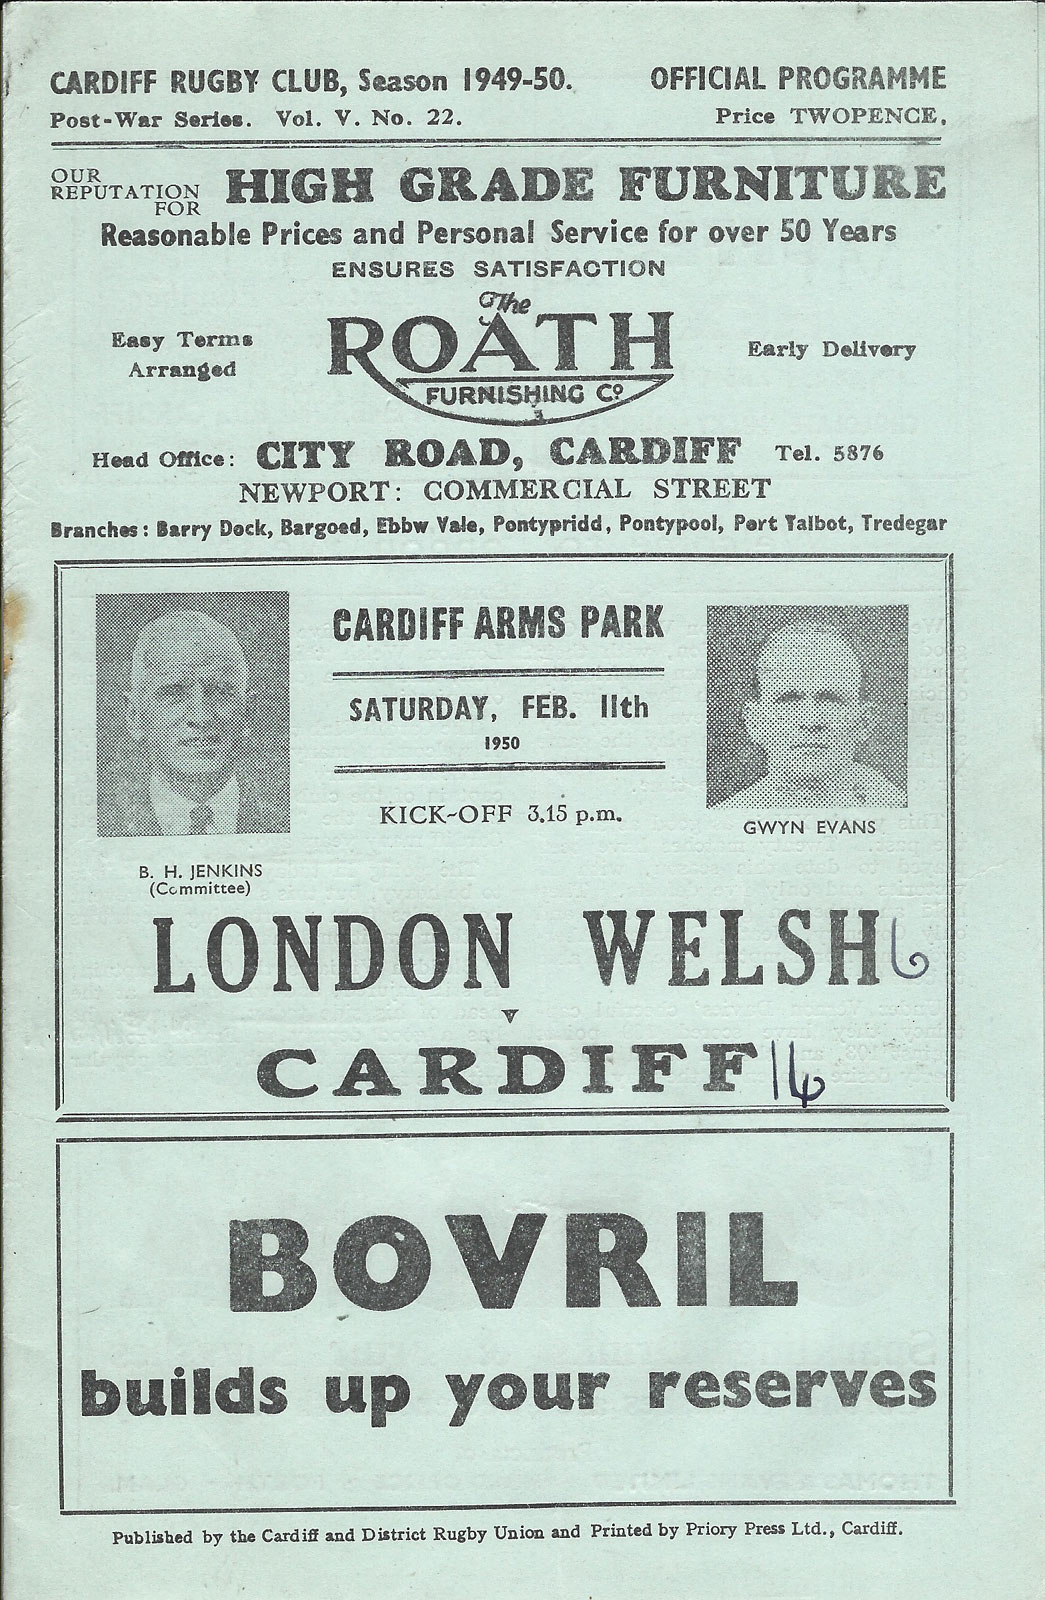 CARDIFF RUGBY CLUB, Season 1949-50. OFFICIAL PROGRAMME
Post-War Series. Vol. V. No. 22. Price TWOPENCE.
OUR
REPUTATION
FOR
HIGH GRADE FURNITURE
Reasonable Prices and Personal Service for over 50 Years
ENSURES SATISFACTION
The
Easy Terms
Arranged
ROATH
FURNISHING Co.
Early Delivery
Head Office: CITY ROAD, CARDIFF Tel. 5876
NEWPORT: COMMERCIAL STREET
Branches: Barry Dock, Bargoed, Ebbw Vale, Pontypridd, Pontypool, Port Talbot, Tredegar
CARDIFF ARMS PARK
SATURDAY, FEB. 11th
1950
KICK-OFF 3.15 p.m.
GWYN EVANS
B. H. JENKINS
(Committee)
LONDON WELSH 6
v
CARDIFF 14
BOVRIL
builds up your reserves
Published by the Cardiff and District Rugby Union and Printed by Priory Press Ltd., Cardiff.